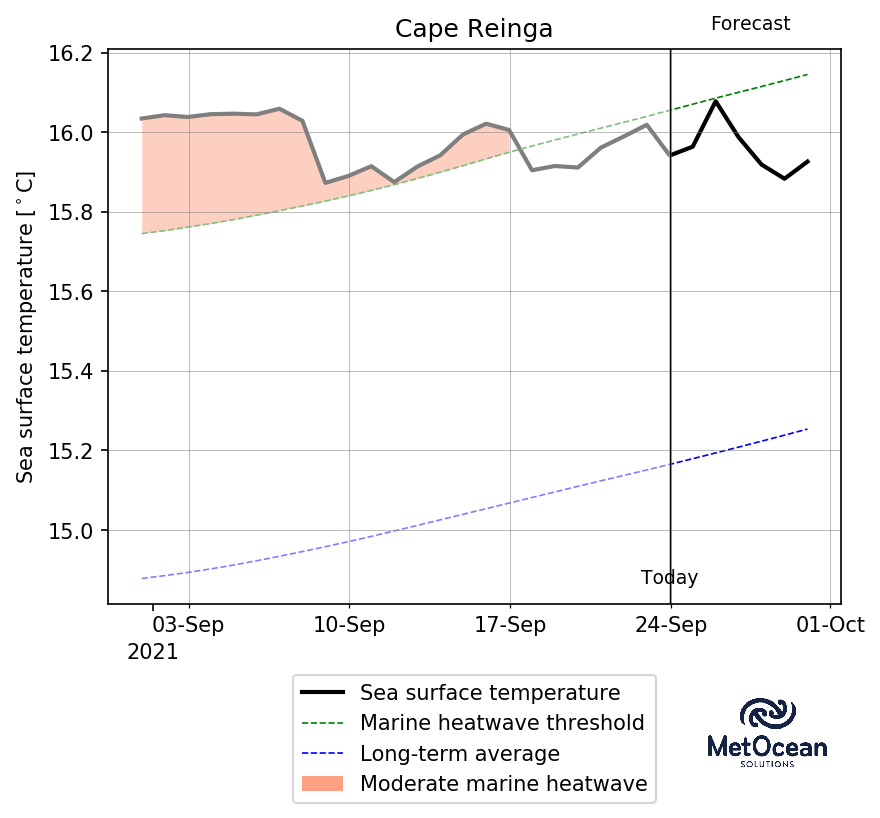 Cape Reinga
Forecast
Sea surface temperature [°C]
16.2
16.0
15.8
15.6
15.4
15.2
15.0
Today
03-Sep
10-Sep
17-Sep
24-Sep
01-Oct
2021
Sea surface temperature
Marine heatwave threshold
Long-term average
Moderate marine heatwave
MetOcean
SOLUTIONS